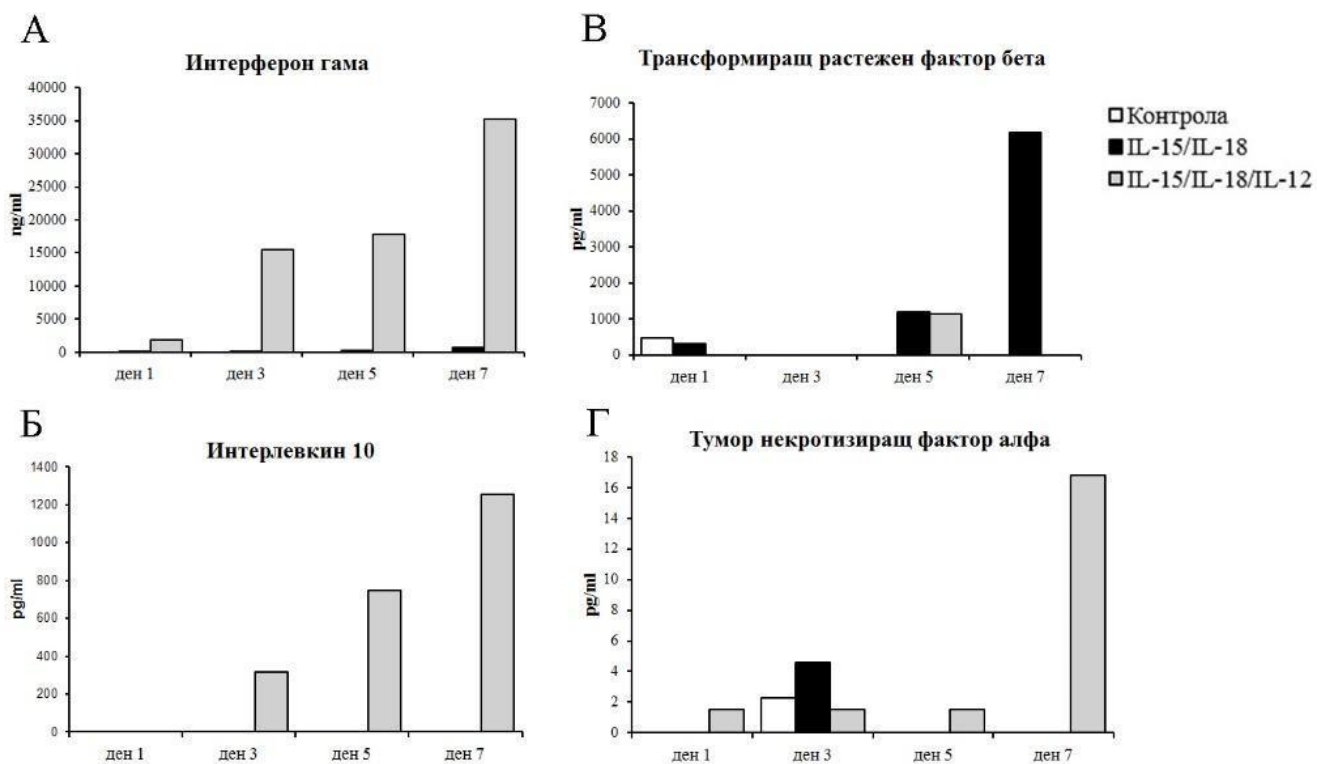 А
Интерферон гама
40000
35000
30000
25000
20000
15000
10000
5000
0
ng/ml
ден 1 ден 3 ден 5 ден 7
В
Трансформиращ растежен фактор бета
7000
6000
5000
4000
3000
2000
1000
0
pg/ml
ден 1 ден 3 ден 5 ден 7
Контрола
IL-15/IL-18
IL-15/IL-18/IL-12
Б
Интерлевкин 10
1400
1200
1000
800
600
400
200
0
pg/ml
ден 1 ден 3 ден 5 ден 7
Г
Тумор некротизиращ фактор алфа
18
16
14
12
10
8
6
4
2
0
pg/ml
ден 1 ден 3 ден 5 ден 7